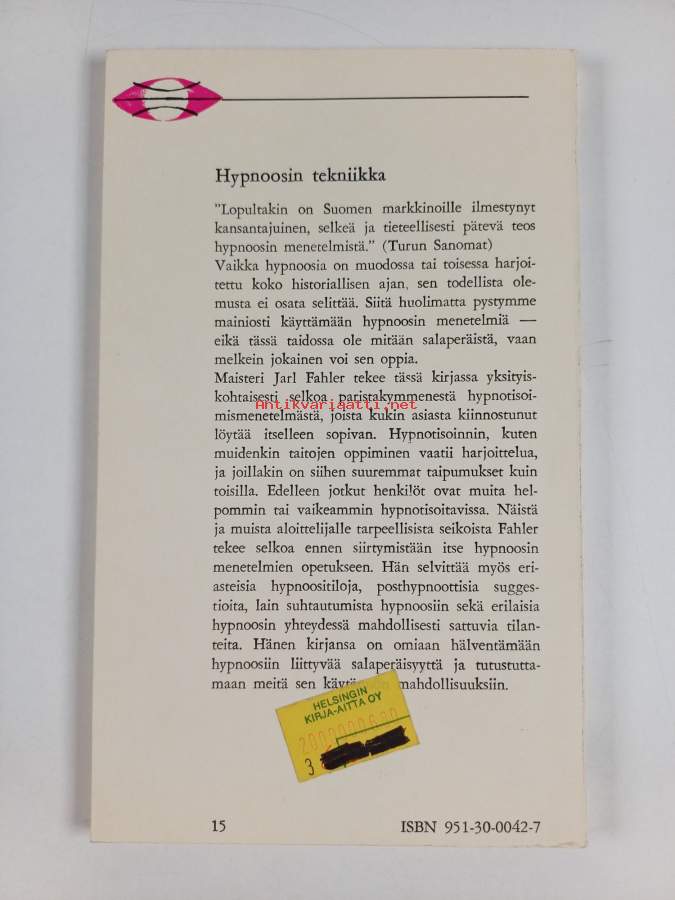 Hypnoosin tekniikka
"Lopultakin on Suomen markkinoille ilmestynyt
kansantajuinen, selkeä ja tieteellisesti pätevä teos
hypnoosin menetelmistä." (Turun Sanomat)
Vaikka hypnoosia on muodossa tai toisessa harjoi-
tettu koko historiallisen ajan, sen todellista ole-
musta ei osata selittää. Siitä huolimatta pystymme
mainiosti käyttämään hypnoosin menetelmiä —
eikä tässä taidossa ole mitään salaperäistä, vaan
melkein jokainen voi sen oppia.
Maisteri Jarl Fahler tekee tässä kirjassa yksityis-
kohtaisesti selkoa paristakymmenestä hypnotisoi-
Antikvariaatti.net
mismenetelmästä, joista kukin asiasta kiinnostunut
löytää itselleen sopivan. Hypnotisoinnin, kuten
muidenkin taitojen oppiminen vaatii harjoittelua,
ja joillakin on siihen suuremmat taipumukset kuin
toisilla. Edelleen jotkut henkilöt ovat muita hel-
pommin tai vaikeammin hypnotisoitavissa. Näistä
ja muista aloittelijalle tarpeellisista seikoista Fahler
tekee selkoa ennen siirtymistään itse hypnoosin
menetelmien opetukseen. Hän selvittää myös eri-
asteisia hypnoositiloja, posthypnoottisia sugges-
tioita, lain suhtautumista hypnoosiin sekä erilaisia
hypnoosin yhteydessä mahdollisesti sattuvia tilan-
teita. Hänen kirjansa on omiaan hälventämään
hypnoosiin liittyvää salaperäisyyttä ja tutustutta-
maan meitä sen mahdollisuuksiin.
HELSINGIN
KIRJA-AITTA OY
3
15
ISBN 951-30-0042-7